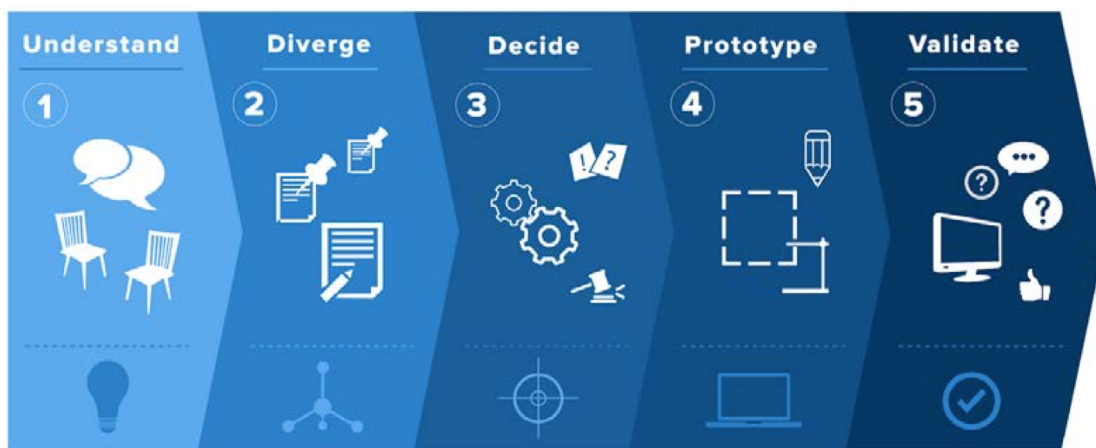 Understand
1
Diverge
2
Decide
3
! ?
Prototype
4
Validate
5
?
?